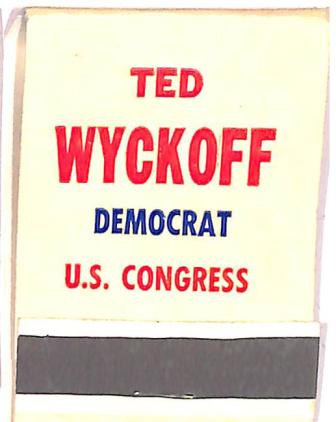 TED
WYCKOFF
DEMOCRAT
U.S. CONGRESS